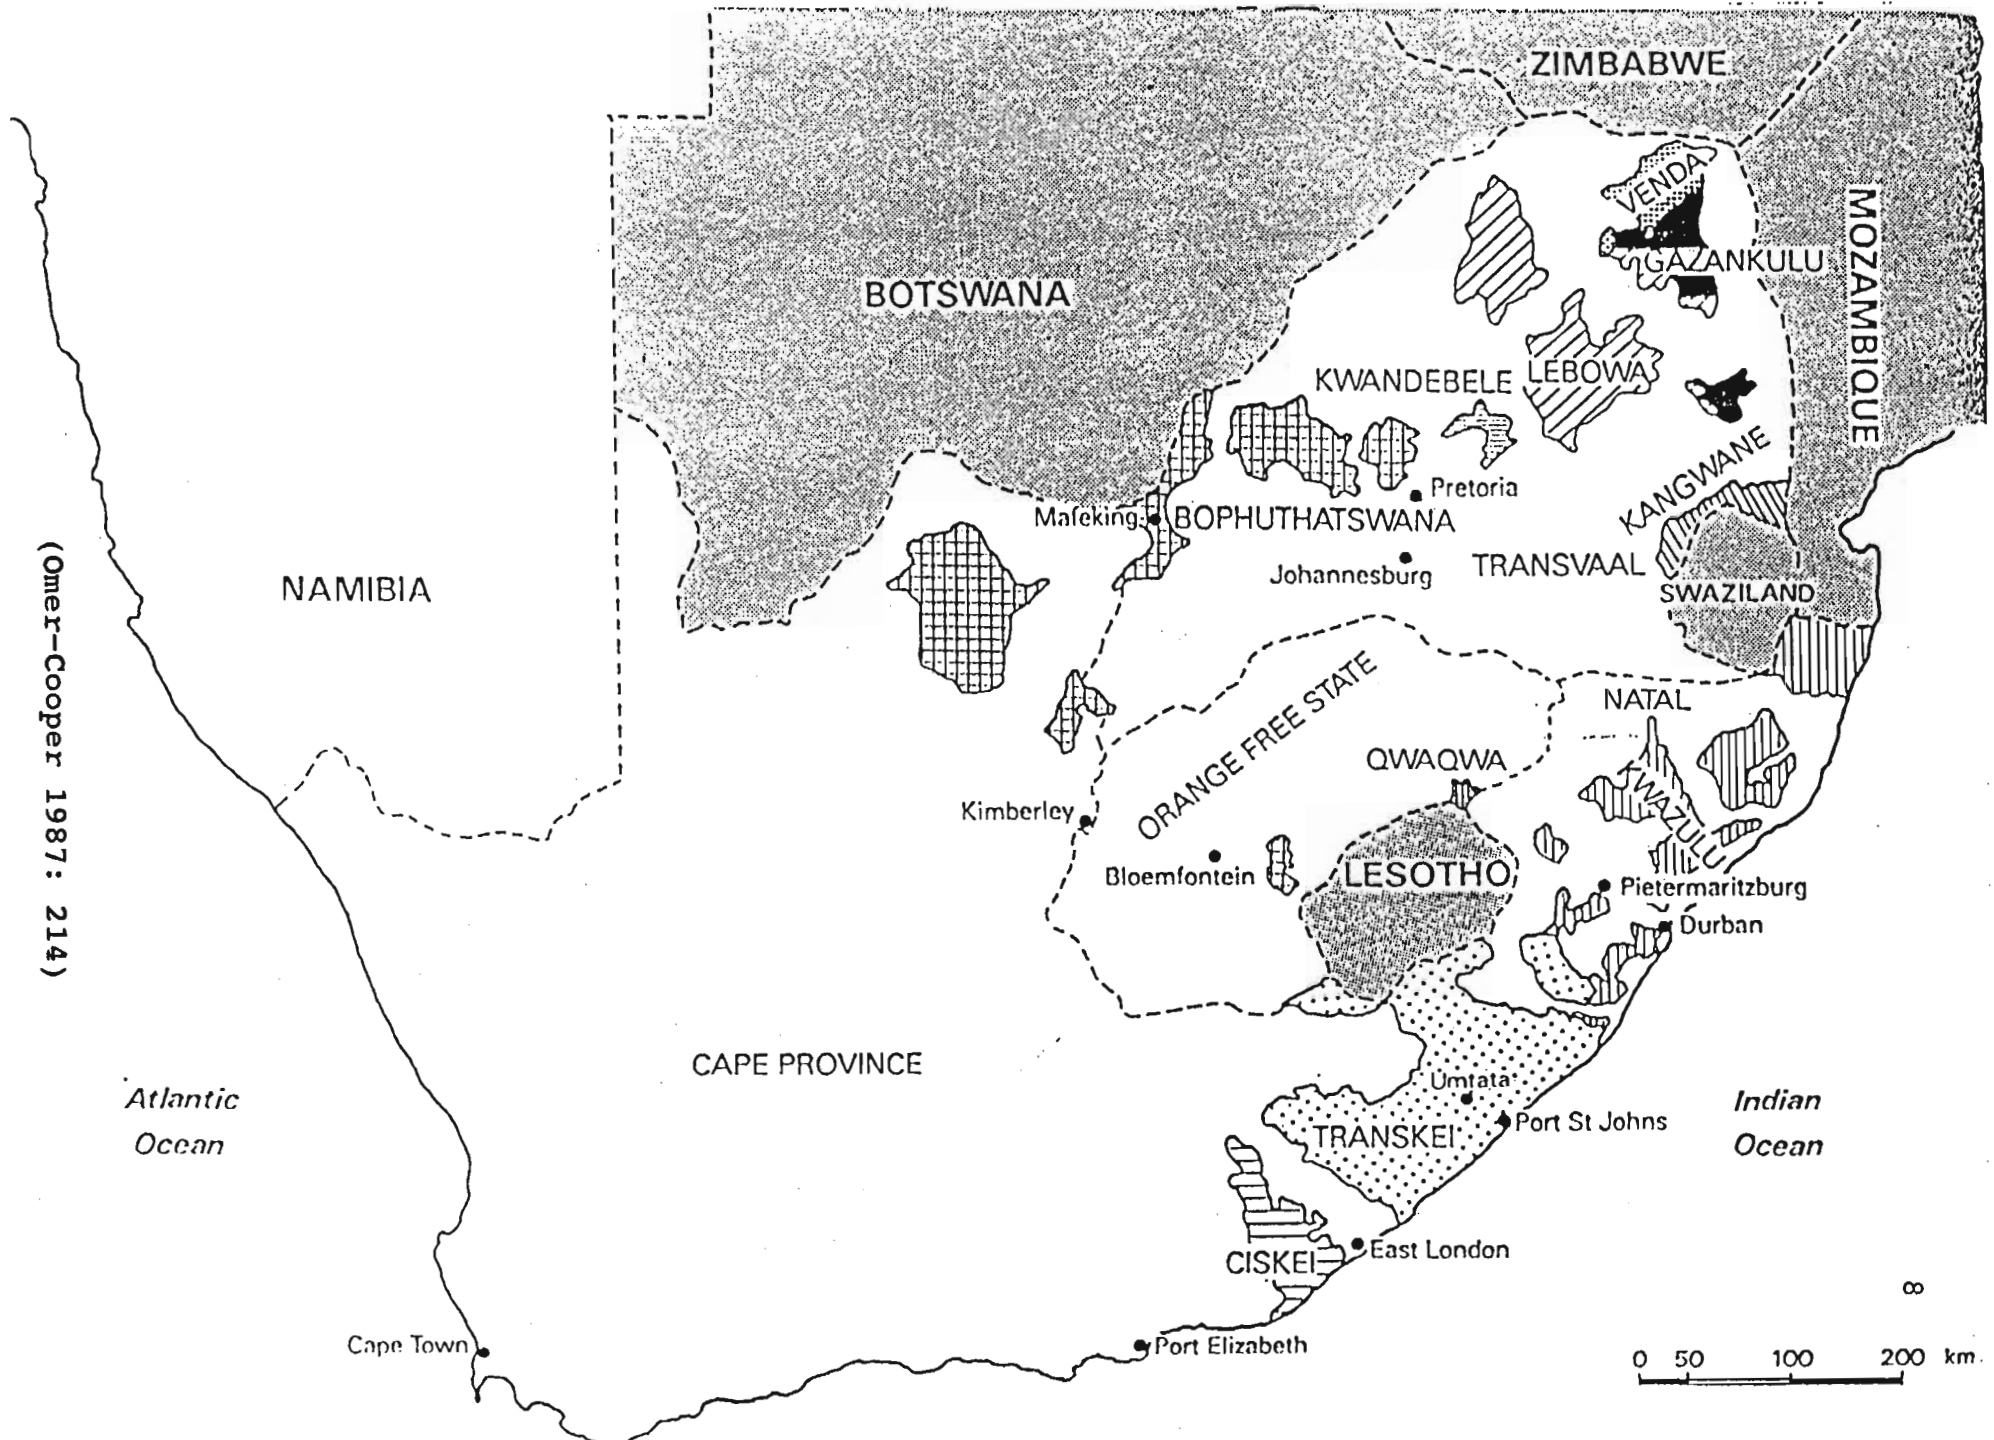 ZIMBABWE
VENDA
MOZAMBIQUE
GAZANKULU
BOTSWANA
KWANDEBELE
LEBOWA
KANGWANE
Pretoria
Mafeking
BOPHUTHATSWANA
TRANSVAAL
Johannesburg
SWAZILAND
NAMIBIA
(Omer-Cooper 1987: 214)
NATAL
ORANGE FREE STATE
QWAQWA
KWAZULU
Kimberley
Bloemfontein
LESOTHO
Pietermaritzburg
Durban
CAPE PROVINCE
Umtata
Atlantic
Ocean
Indian
Ocean
Port St Johns
TRANSKEI
East London
CISKEI
8
Cape Town
Port Elizabeth
0 50 100 200 km.